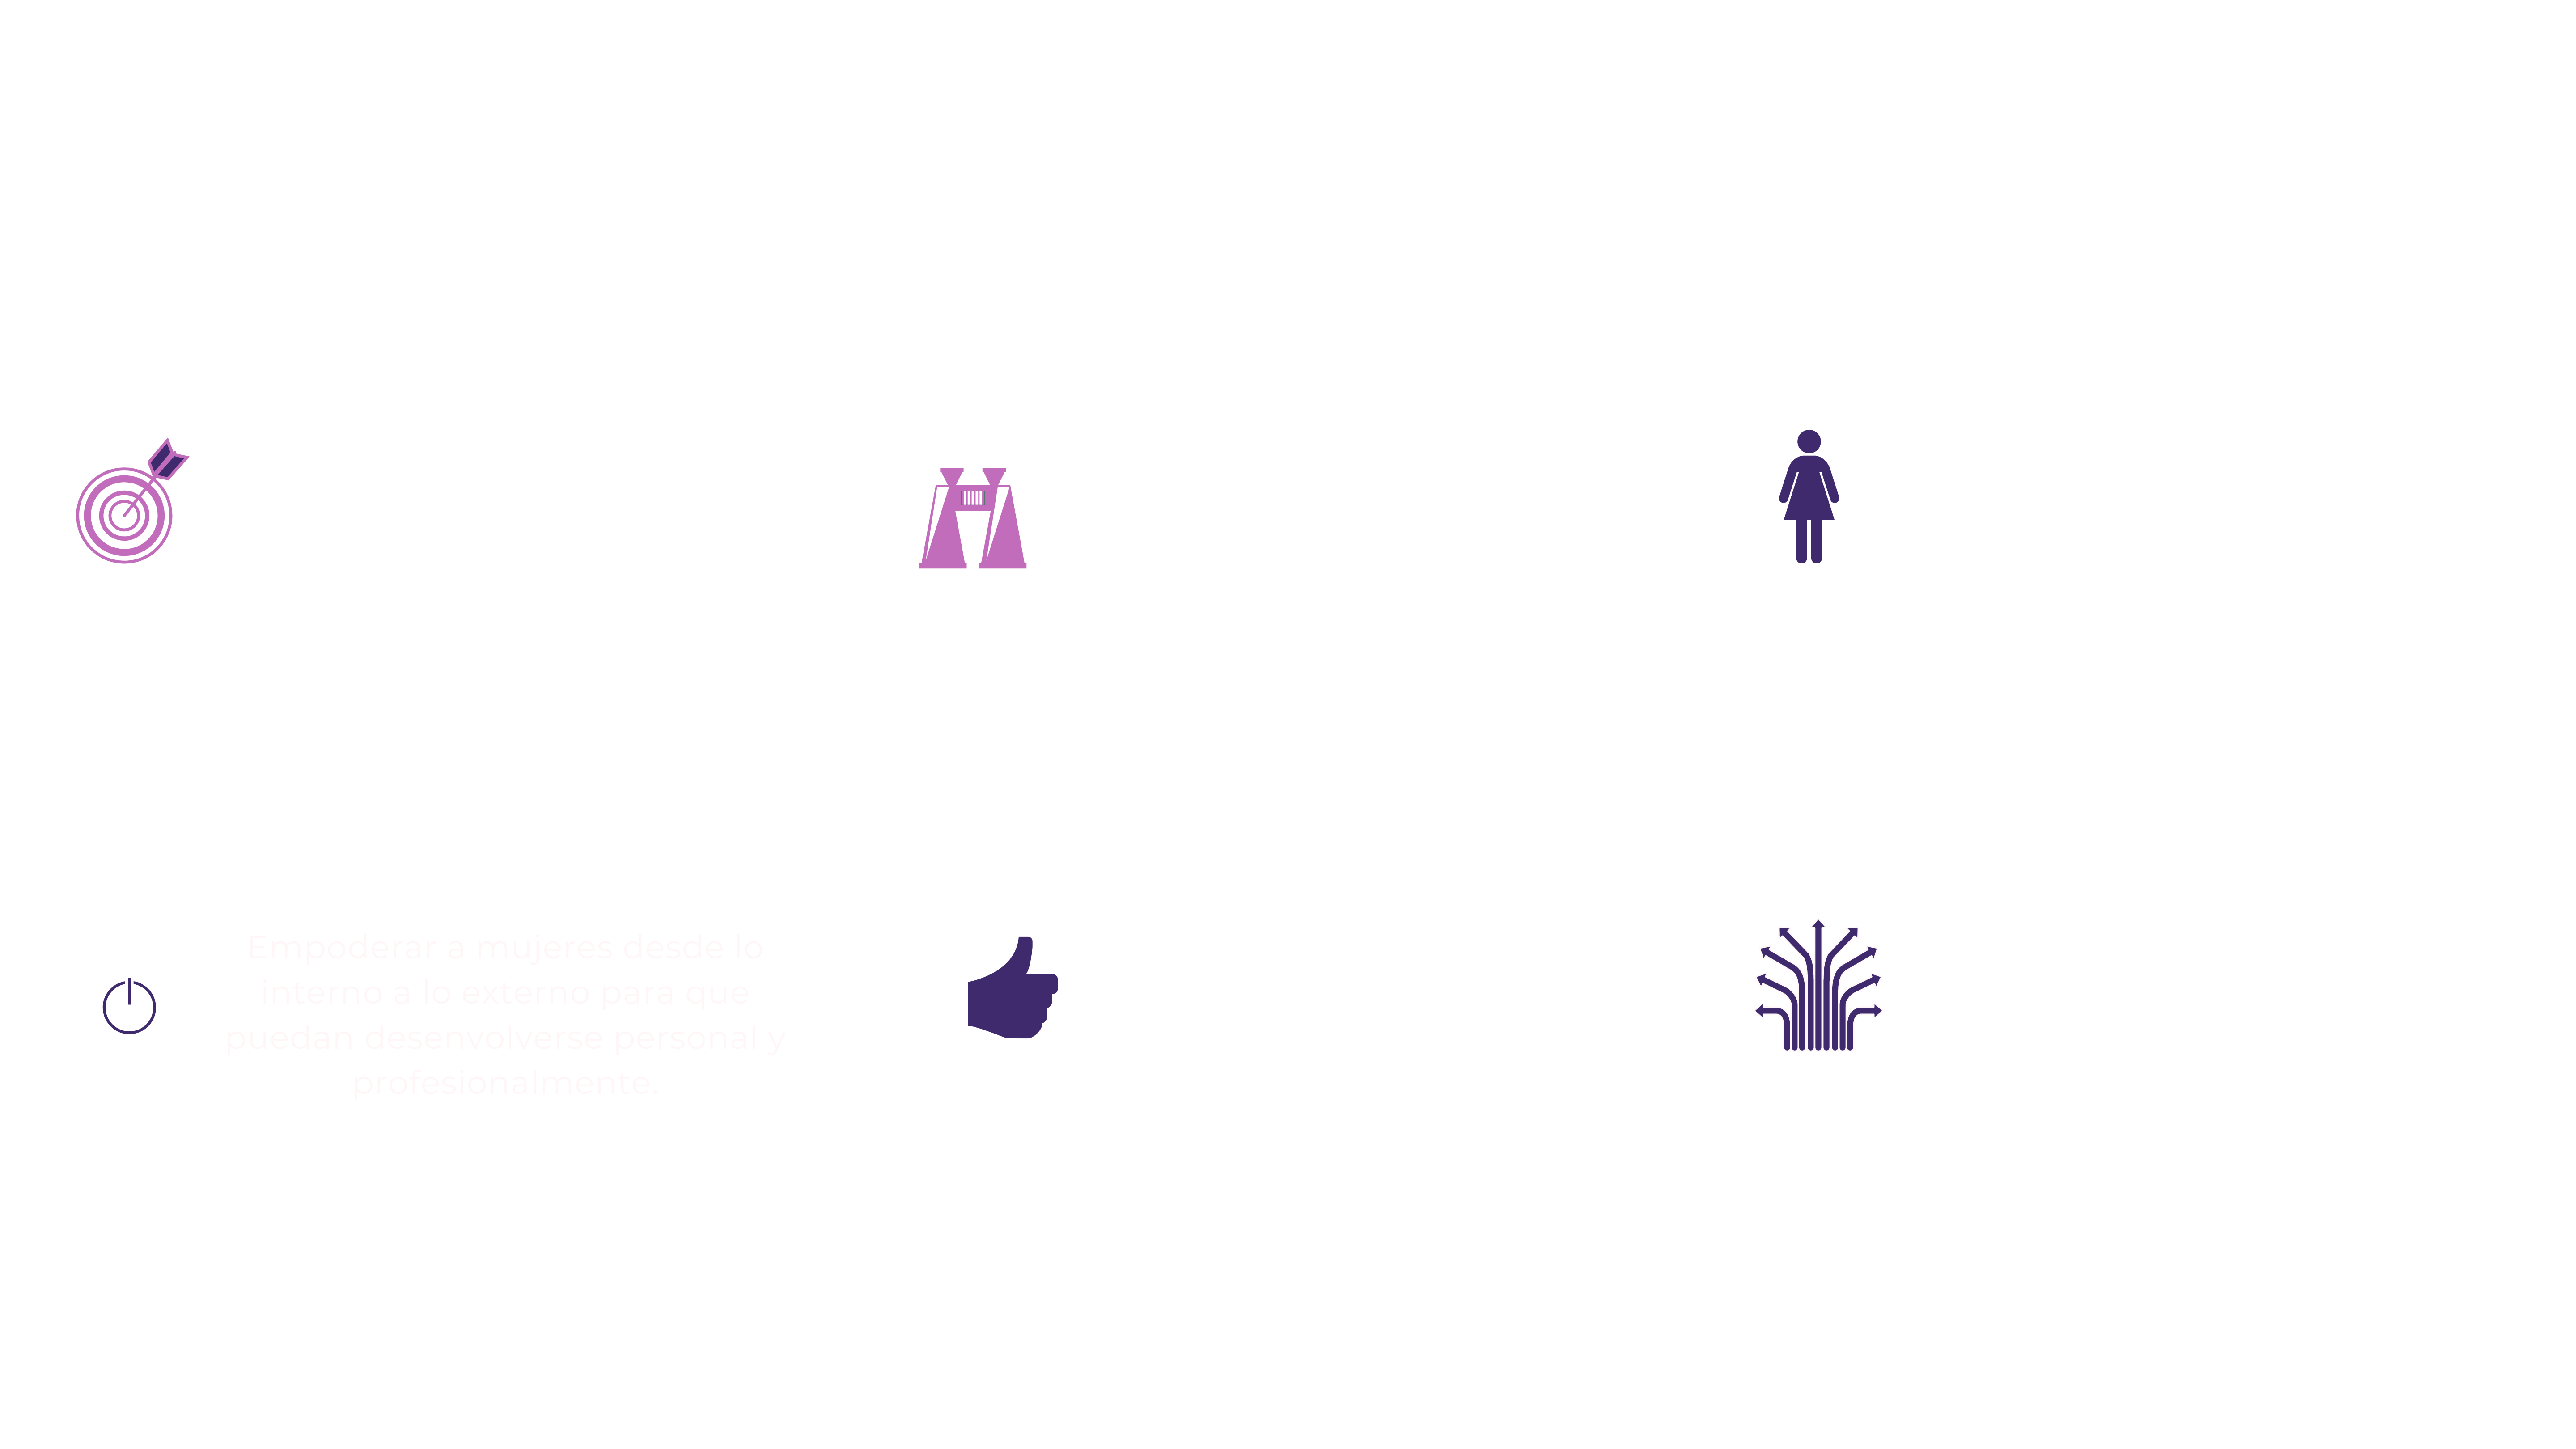 Empoderar a mujeres desde lo
interno a lo externo para que
puedan desenvolverse personal y
profesionalmente.